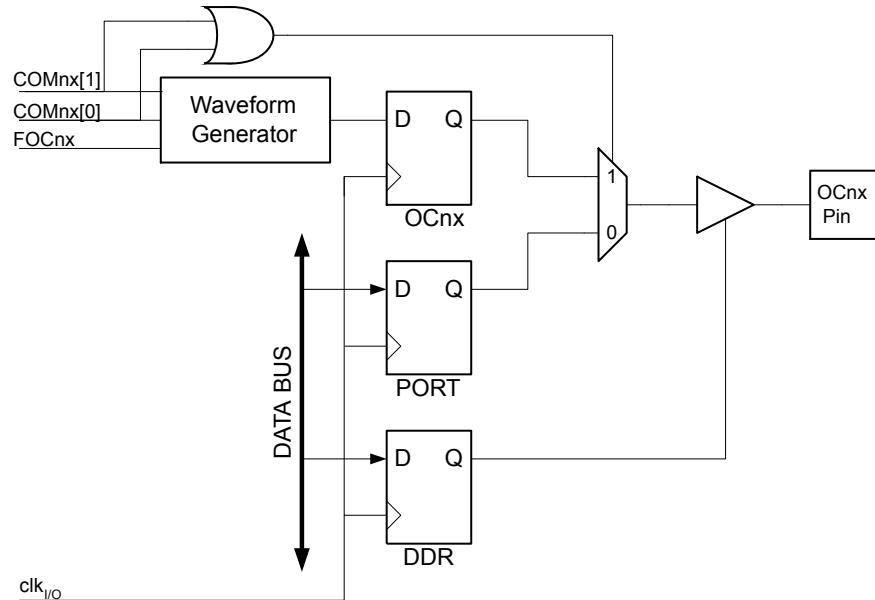 COMnx[1]
COMnx[0]
FOCnx
Waveform
Generator
D Q
OCnx
1
0
OCnx
Pin
D Q
PORT
DATA BUS
D Q
DDR
clkI/O